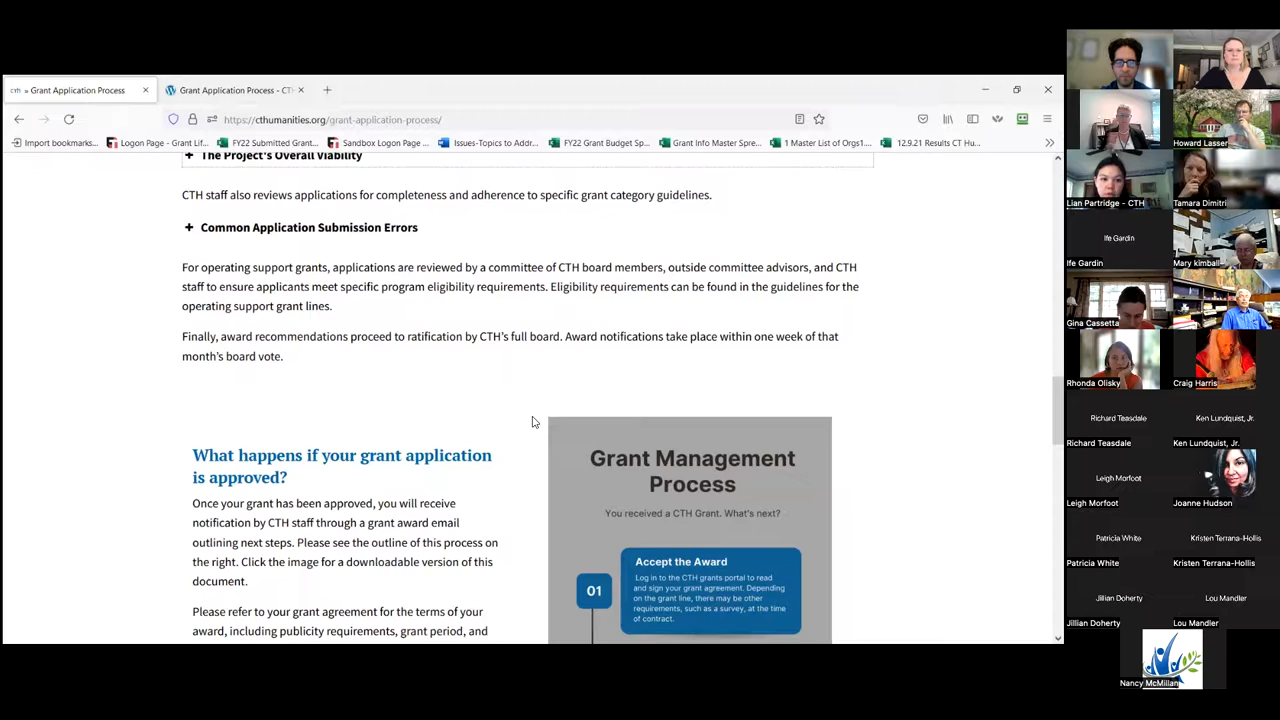 cth » Grant Application Process
Grant Application Process - CTH
https://cthumanities.org/grant-application-process/
Import bookmarks...
Logon Page - Grant Lif...
FY22 Submitted Grant...
Sandbox Logon Page ...
Issues-Topics to Addr...
FY22 Grant Budget Sp...
Grant Info Master Spre...
1 Master List of Orgs1...
12.9.21 Results CT Hu...
+ The Project's Overall Viability
CTH staff also reviews applications for completeness and adherence to specific grant category guidelines.
+ Common Application Submission Errors
For operating support grants, applications are reviewed by a committee of CTH board members, outside committee advisors, and CTH
staff to ensure applicants meet specific program eligibility requirements. Eligibility requirements can be found in the guidelines for the
operating support grant lines.
Finally, award recommendations proceed to ratification by CTH's full board. Award notifications take place within one week of that
month's board vote.
What happens if your grant application
is approved?
Once your grant has been approved, you will receive
notification by CTH staff through a grant award email
outlining next steps. Please see the outline of this process on
the right. Click the image for a downloadable version of this
document.
Please refer to your grant agreement for the terms of your
award, including publicity requirements, grant period, and
Grant Management
Process
You received a CTH Grant. What's next?
01
Accept the Award
Log in to the CTH grants portal to read
and sign your grant agreement. Depending
on the grant line, there may be other
requirements, such as a survey, at the time
of contract.
Howard Lasser
Lian Partridge - CTH
Tamara Dimitri
Ife Gardin
Ife Gardin
Mary kimball
Gina Cassetta
Rhonda Olisky
Craig Harris
Richard Teasdale
Ken Lundquist, Jr.
Richard Teasdale
Ken Lundquist, Jr.
Leigh Morfoot
Leigh Morfoot
Joanne Hudson
Patricia White
Kristen Terrana-Hollis
Patricia White
Kristen Terrana-Hollis
Jillian Doherty
Lou Mandler
Jillian Doherty
Lou Mandler
Nancy McMillan